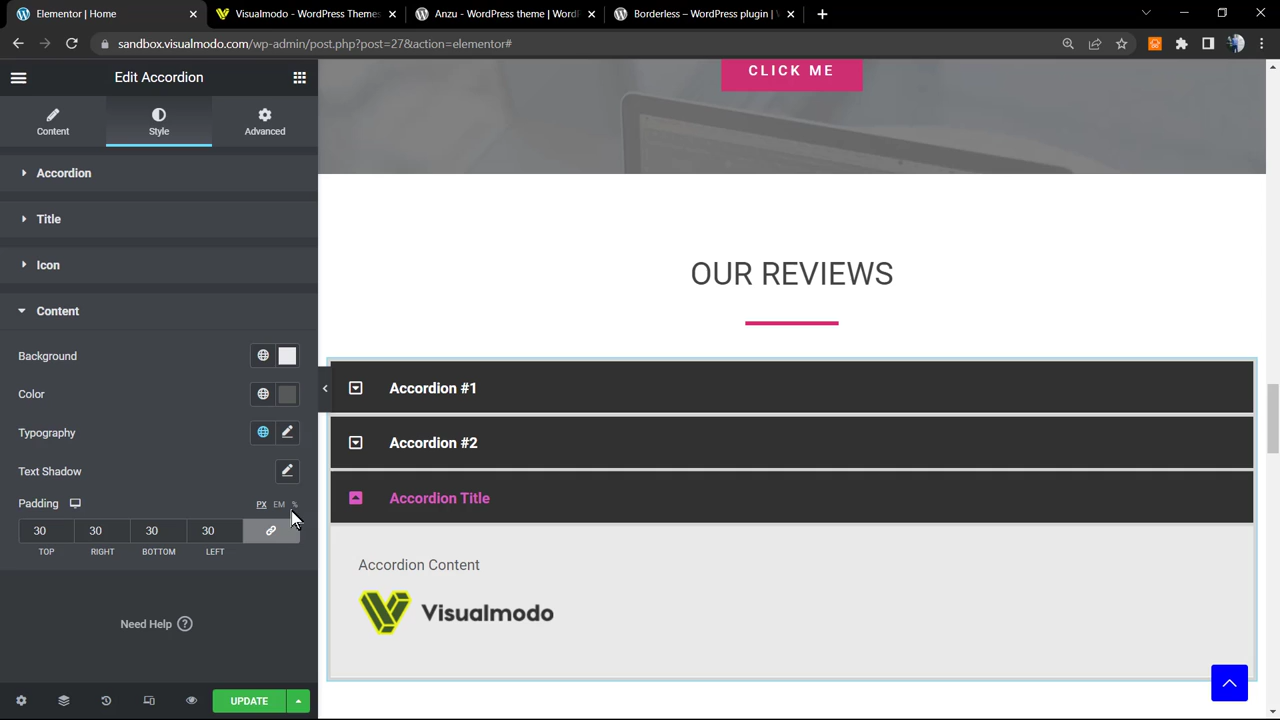 Elementor | Home
Visualmodo - WordPress Themes
Anzu - WordPress theme | Word
Borderless – WordPress plugin | V
sandbox.visualmodo.com/wp-admin/post.php?post=27&action=elementor#
Edit Accordion
Content
Style
Advanced
Accordion
Title
Icon
Content
Background
Color
Typography
Text Shadow
Padding
PX EM %
30 30 30 30
TOP RIGHT BOTTOM LEFT
Need Help ?
UPDATE
CLICK ME
OUR REVIEWS
Accordion #1
Accordion #2
Accordion Title
Accordion Content
Visualmodo